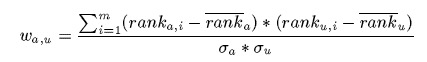 w_{a,u} = \frac{\sum_{i=1}^{m}(rank_{a,i} - \overline{rank}_a) * (rank_{u,i} - \overline{rank}_u)}{\sigma_a * \sigma_u}